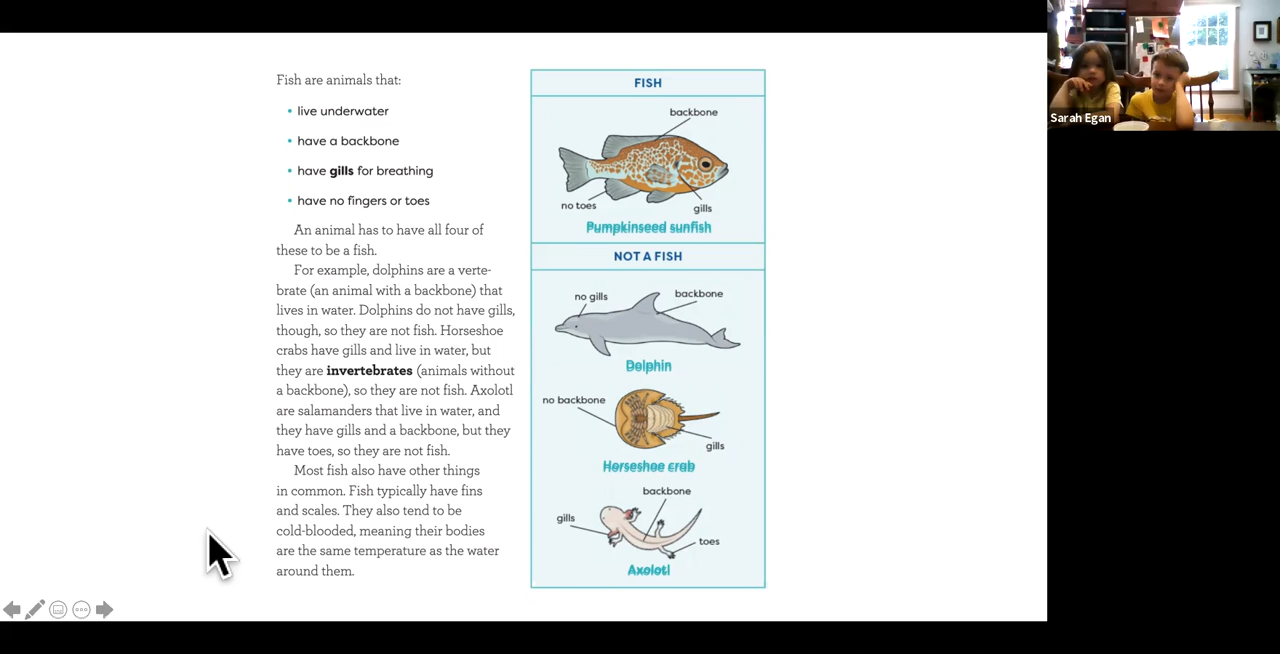 Fish are animals that:
• live underwater
• have a backbone
• have gills for breathing
• have no fingers or toes
An animal has to have all four of
these to be a fish.
For example, dolphins are a verte-
brate (an animal with a backbone) that
lives in water. Dolphins do not have gills,
though, so they are not fish. Horseshoe
crabs have gills and live in water, but
they are invertebrates (animals without
a backbone), so they are not fish. Axolotl
are salamanders that live in water, and
they have gills and a backbone, but they
have toes, so they are not fish.
Most fish also have other things
in common. Fish typically have fins
and scales. They also tend to be
cold-blooded, meaning their bodies
are the same temperature as the water
around them.
FISH
backbone
no toes
gills
Pumpkinseed sunfish
NOT A FISH
no gills
backbone
Dolphin
no backbone
gills
Horseshoe crab
backbone
gills
toes
Axolotl
Sarah Egan